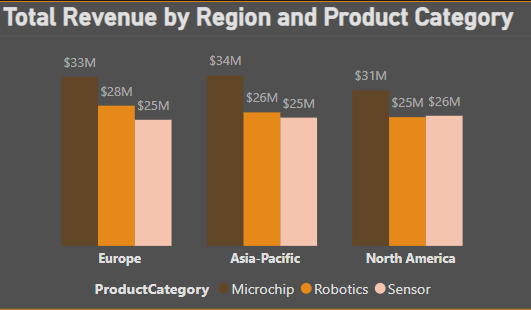 Total Revenue by Region and Product Category
$33M
$28M
$25M
$34M
$26M
$25M
$31M
$25M
$26M
Europe
Asia-Pacific
North America
ProductCategory Microchip Robotics Sensor